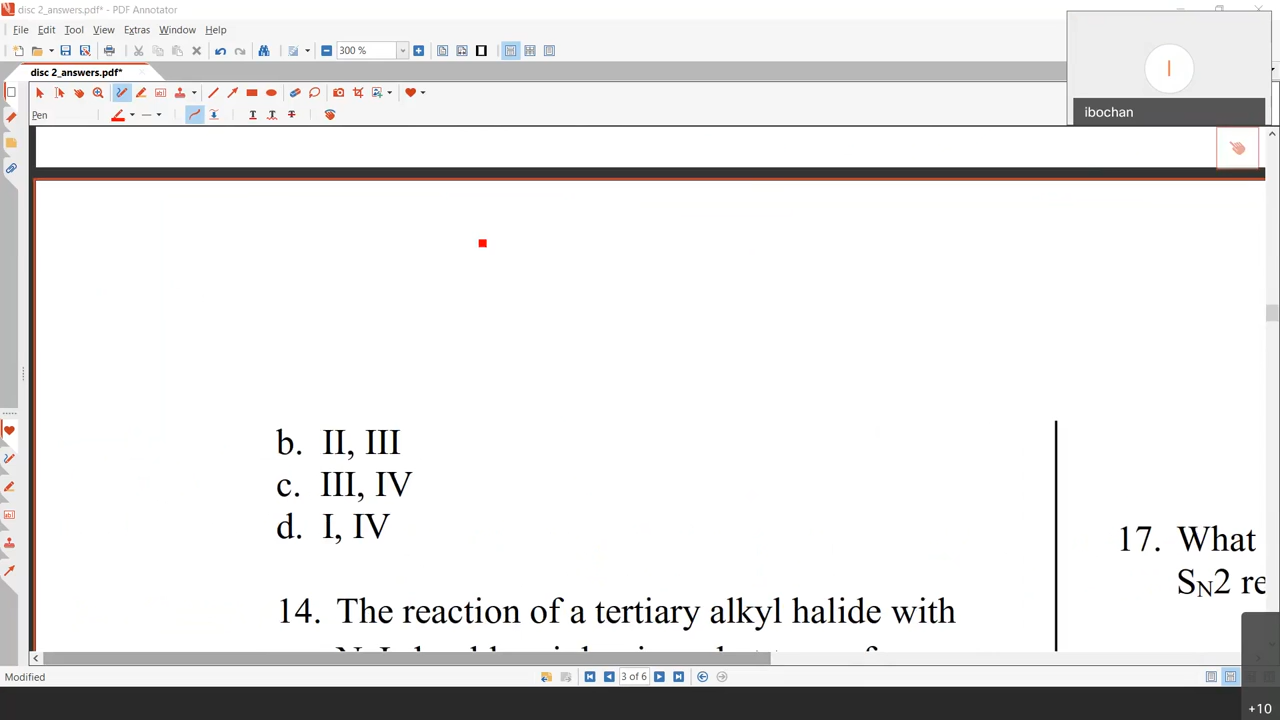 disc 2_answers.pdf* - PDF Annotator
File Edit Tool View Extras Window Help
300 %
disc 2_answers.pdf*
Pen
ibochan
b. II, III
c. III, IV
d. I, IV
14. The reaction of a tertiary alkyl halide with
17. What
SN2 re
Modified
3 of 6
+10